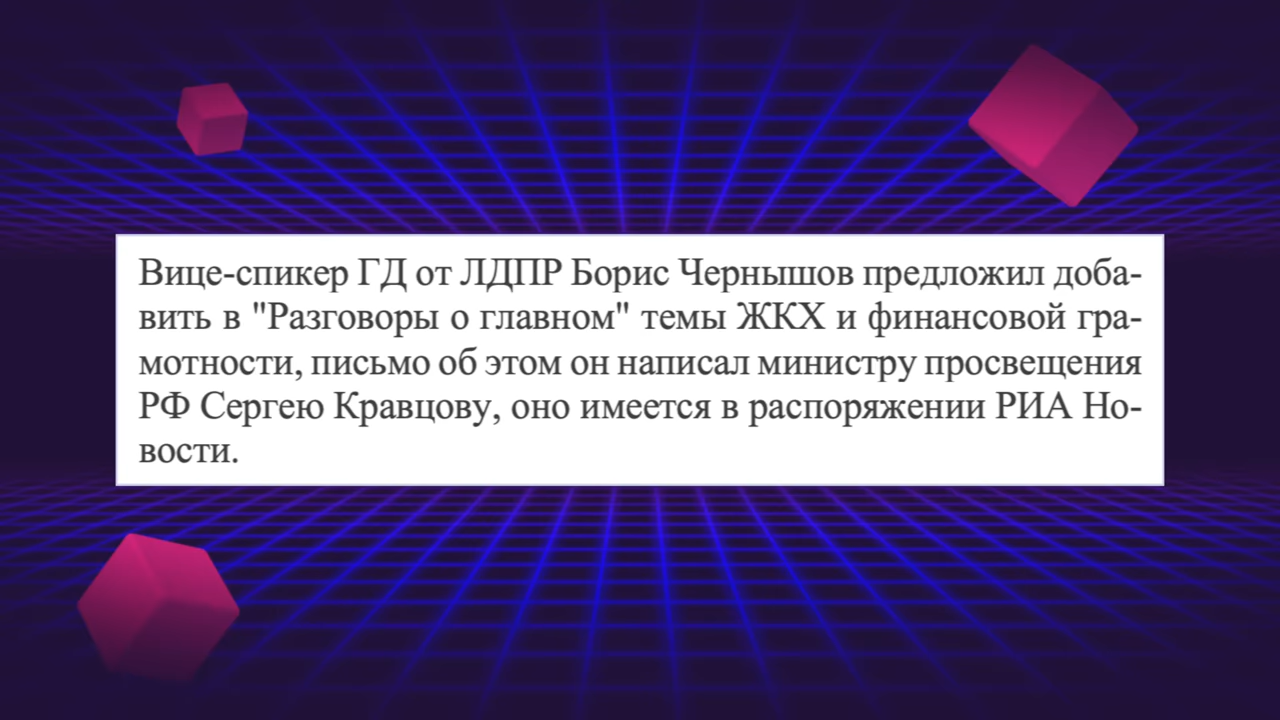 Вице-спикер ГД от ЛДПР Борис Чернышов предложил доба-
вить в "Разговоры о главном" темы ЖКХ и финансовой гра-
мотности, письмо об этом он написал министру просвещения
РФ Сергею Кравцову, оно имеется в распоряжении РИА Но-
вости.